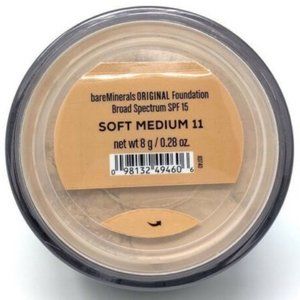 bareMinerals ORIGINAL Foundation
Broad Spectrum SPF 15
SOFT MEDIUM 11
net wt 8 g / 0.28 oz.
0 98132 49460 6